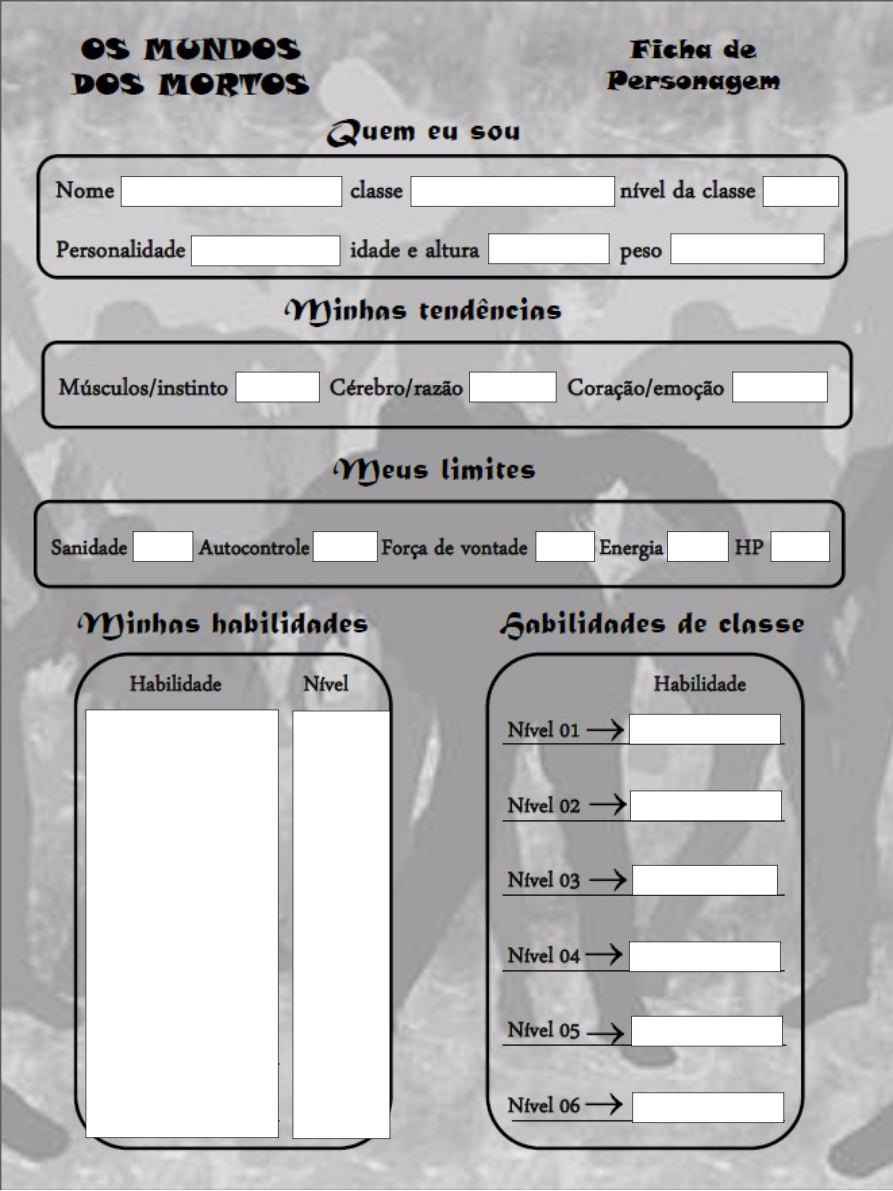 OS MUNDOS
DOS MORTOS
Ficha de
Personagem
Quem eu sou
Nome classe nível da classe
Personalidade idade e altura peso
Minhas tendências
Músculos/instinto Cérebro/razão Coração/emoção
Meus limites
Sanidade Autocontrole Força de vontade Energia HP
Minhas habilidades
Habilidade Nível
Habilidades de classe
Habilidade
Nível 01 →
Nível 02 →
Nível 03 →
Nível 04 →
Nível 05 →
Nível 06 →